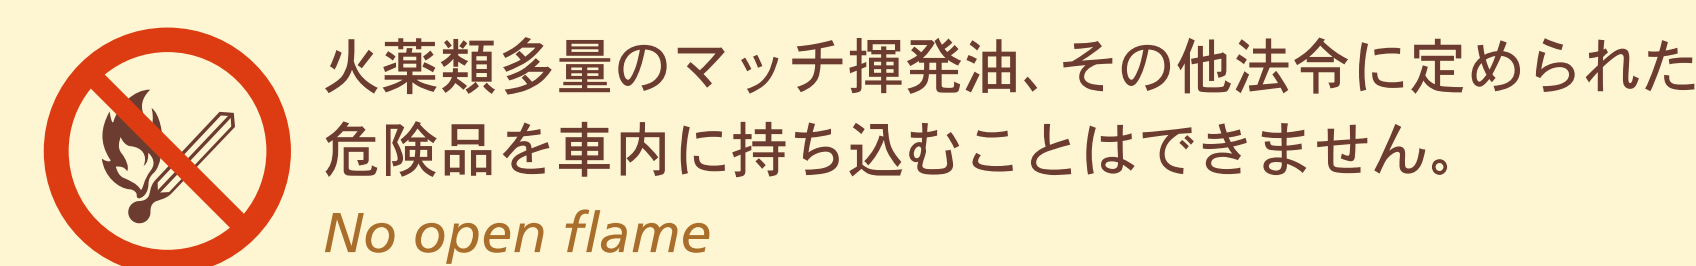 火薬類多量のマッチ揮発油、その他法令に定められた
危険品を車内に持ち込むことはできません。
No open flame